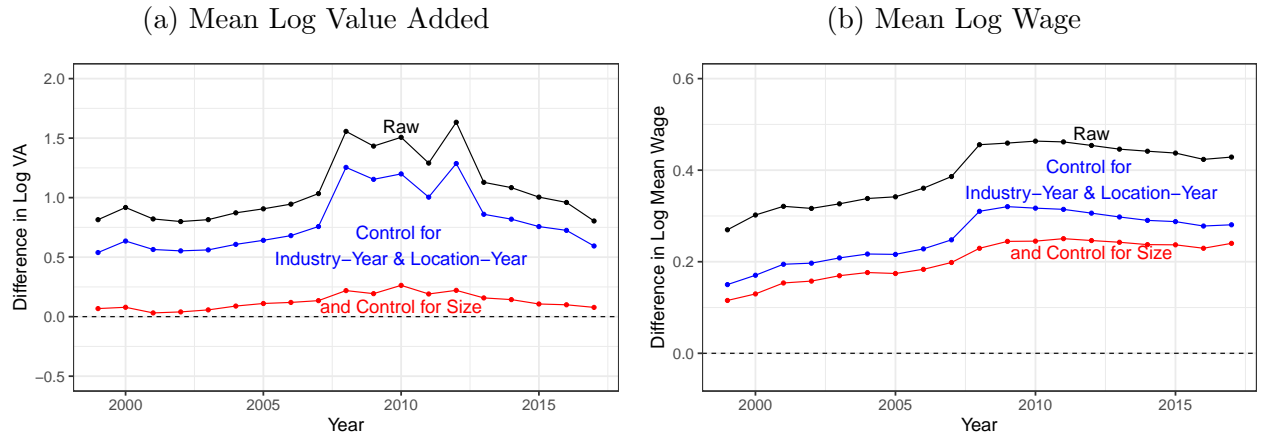 (a) Mean Log Value Added
2.0
1.5
1.0
0.5
0.0
−0.5
Difference in Log VA
Raw
Control for
Industry−Year & Location−Year
and Control for Size
2000
2005
2010
2015
Year
(b) Mean Log Wage
0.6
0.4
0.2
0.0
Difference in Log Mean Wage
Raw
Control for
Industry−Year & Location−Year
and Control for Size
2000
2005
2010
2015
Year